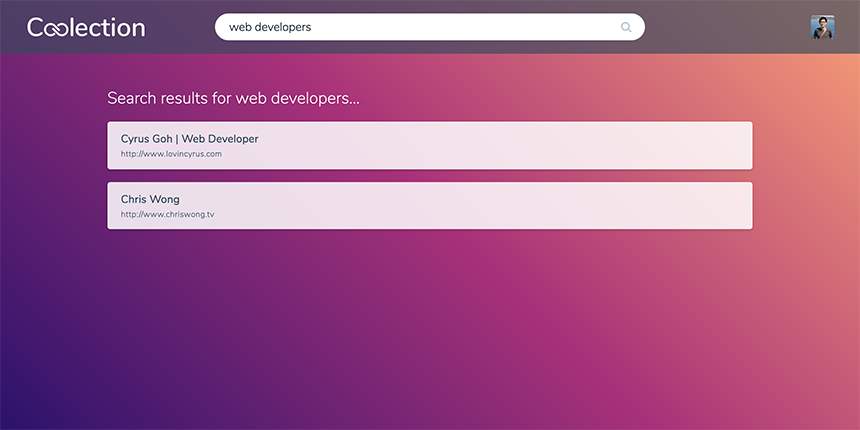 Coolection
web developers
Search results for web developers...
Cyrus Goh | Web Developer
http://www.lovincyrus.com
Chris Wong
http://www.chriswong.tv